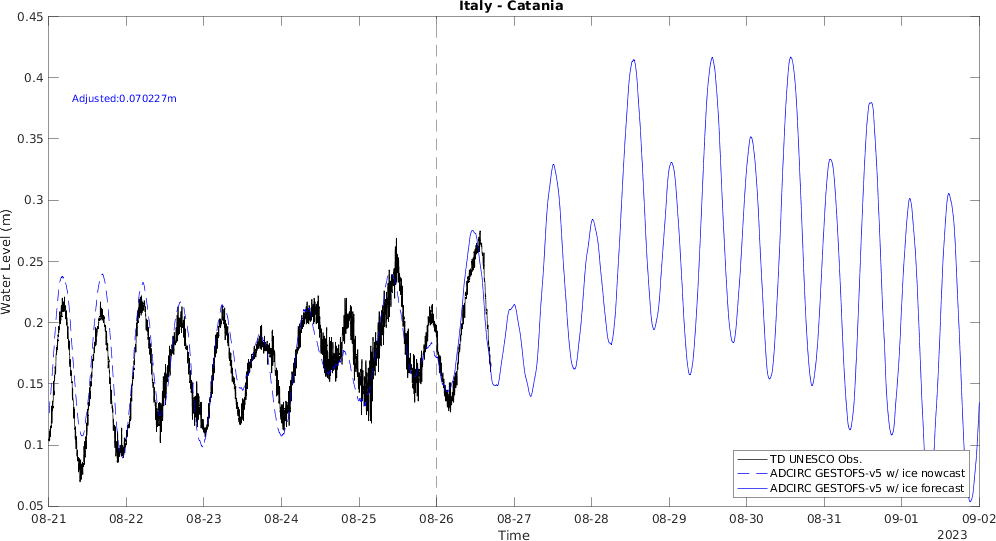 Italy - Catania
0.45
0.4
0.35
0.3
0.25
0.2
0.15
0.1
0.05
Water Level (m)
Adjusted:0.070227m
TD UNESCO Obs.
ADCIRC GESTOFS-v5 w/ ice nowcast
ADCIRC GESTOFS-v5 w/ ice forecast
08-21 08-22 08-23 08-24 08-25 08-26 08-27 08-28 08-29 08-30 08-31 09-01 09-02
Time
2023